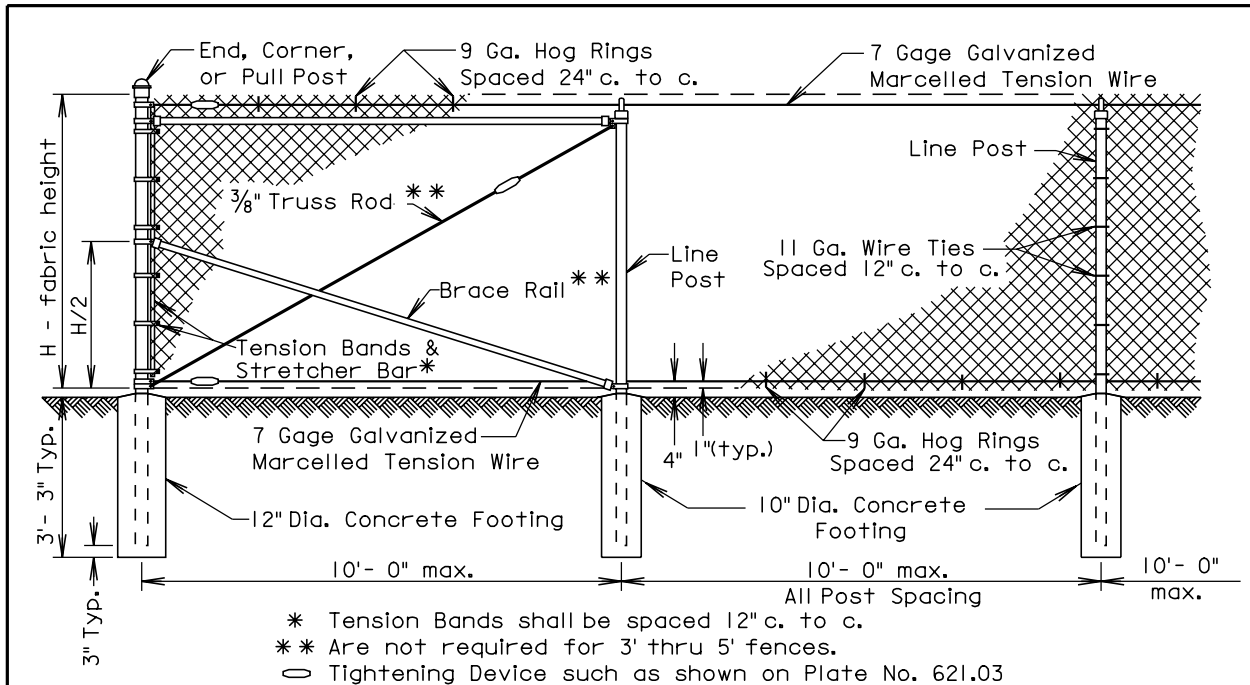 End, Corner,
or Pull Post
9 Ga. Hog Rings
Spaced 24" c. to c.
7 Gage Galvanized
Marcelled Tension Wire
Line Post
H - fabric height
H/2
3/8" Truss Rod **
11 Ga. Wire Ties
Spaced 12" c. to c.
Line
Post
Brace Rail **
Tension Bands &
Stretcher Bar*
7 Gage Galvanized
Marcelled Tension Wire
4"
1"(typ.)
9 Ga. Hog Rings
Spaced 24" c. to c.
3'- 3" Typ.
12" Dia. Concrete Footing
10" Dia. Concrete
Footing
3" Typ.
10'- 0" max.
10'- 0" max.
All Post Spacing
10'- 0"
max.
* Tension Bands shall be spaced 12" c. to c.
** Are not required for 3' thru 5' fences.
Tightening Device such as shown on Plate No. 621.03